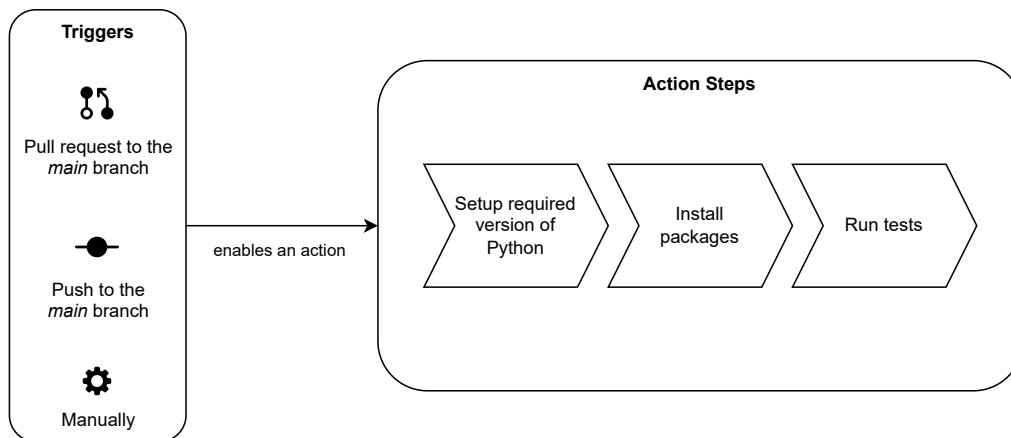 Triggers
Pull request to the
main branch
Push to the
main branch
Manually
enables an action
Action Steps
Setup required
version of
Python
Install
packages
Run tests